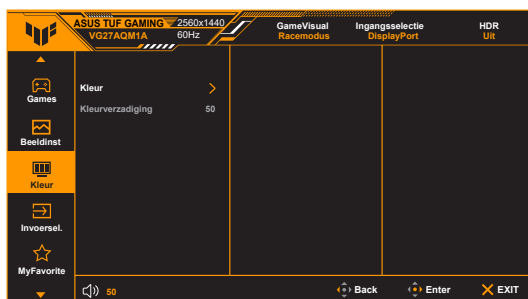 ASUS TUF GAMING 2560x1440
VG27AQM1A 60Hz
GameVisual Ingangsselectie HDR
Racemodus DisplayPort Uit
Games
Beeldinst
Kleur
Invoersel.
MyFavorite
Kleur
Kleurverzadiging 50
50
Back Enter EXIT